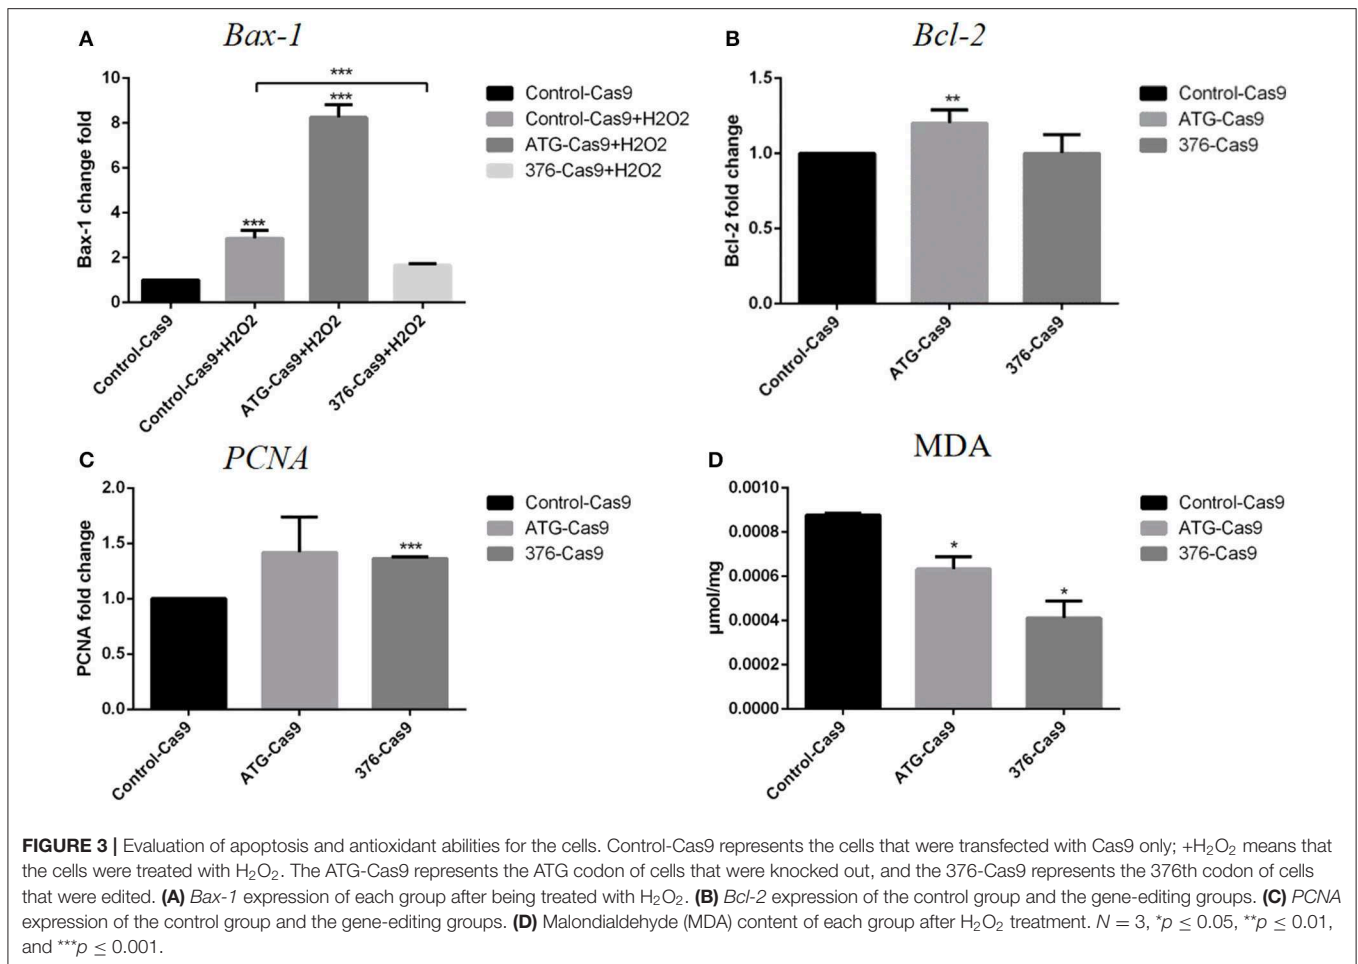 A
Bax-1
Bax-1 change fold
10
8
6
4
2
0
***
***
***
Control-Cas9
Control-Cas9+H2O2
ATG-Cas9+H2O2
376-Cas9+H2O2
Control-Cas9
Control-Cas9+H2O2
ATG-Cas9+H2O2
376-Cas9+H2O2
B
Bcl-2
Bcl-2 fold change
1.5
1.0
0.5
0.0
**
Control-Cas9
ATG-Cas9
376-Cas9
Control-Cas9
ATG-Cas9
376-Cas9
C
PCNA
PCNA fold change
2.0
1.5
1.0
0.5
0.0
***
Control-Cas9
ATG-Cas9
376-Cas9
Control-Cas9
ATG-Cas9
376-Cas9
D
MDA
μmol/mg
0.0010
0.0008
0.0006
0.0004
0.0002
0.0000
*
*
Control-Cas9
ATG-Cas9
376-Cas9
Control-Cas9
ATG-Cas9
376-Cas9
FIGURE 3 | Evaluation of apoptosis and antioxidant abilities for the cells. Control-Cas9 represents the cells that were transfected with Cas9 only; +H₂O₂ means that
the cells were treated with H₂O₂. The ATG-Cas9 represents the ATG codon of cells that were knocked out, and the 376-Cas9 represents the 376th codon of cells
that were edited. (A) Bax-1 expression of each group after being treated with H₂O₂. (B) Bcl-2 expression of the control group and the gene-editing groups. (C) PCNA
expression of the control group and the gene-editing groups. (D) Malondialdehyde (MDA) content of each group after H₂O₂ treatment. N = 3, *p ≤ 0.05, **p ≤ 0.01,
and ***p ≤ 0.001.